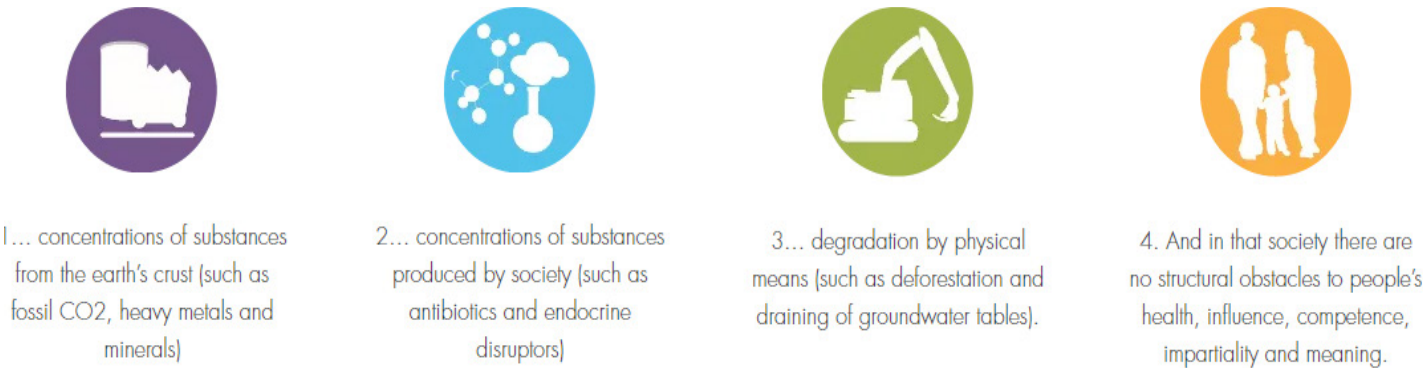 1... concentrations of substances
from the earth's crust (such as
fossil CO2, heavy metals and
minerals)
2... concentrations of substances
produced by society (such as
antibiotics and endocrine
disruptors)
3... degradation by physical
means (such as deforestation and
draining of groundwater tables).
4. And in that society there are
no structural obstacles to people's
health, influence, competence,
impartiality and meaning.